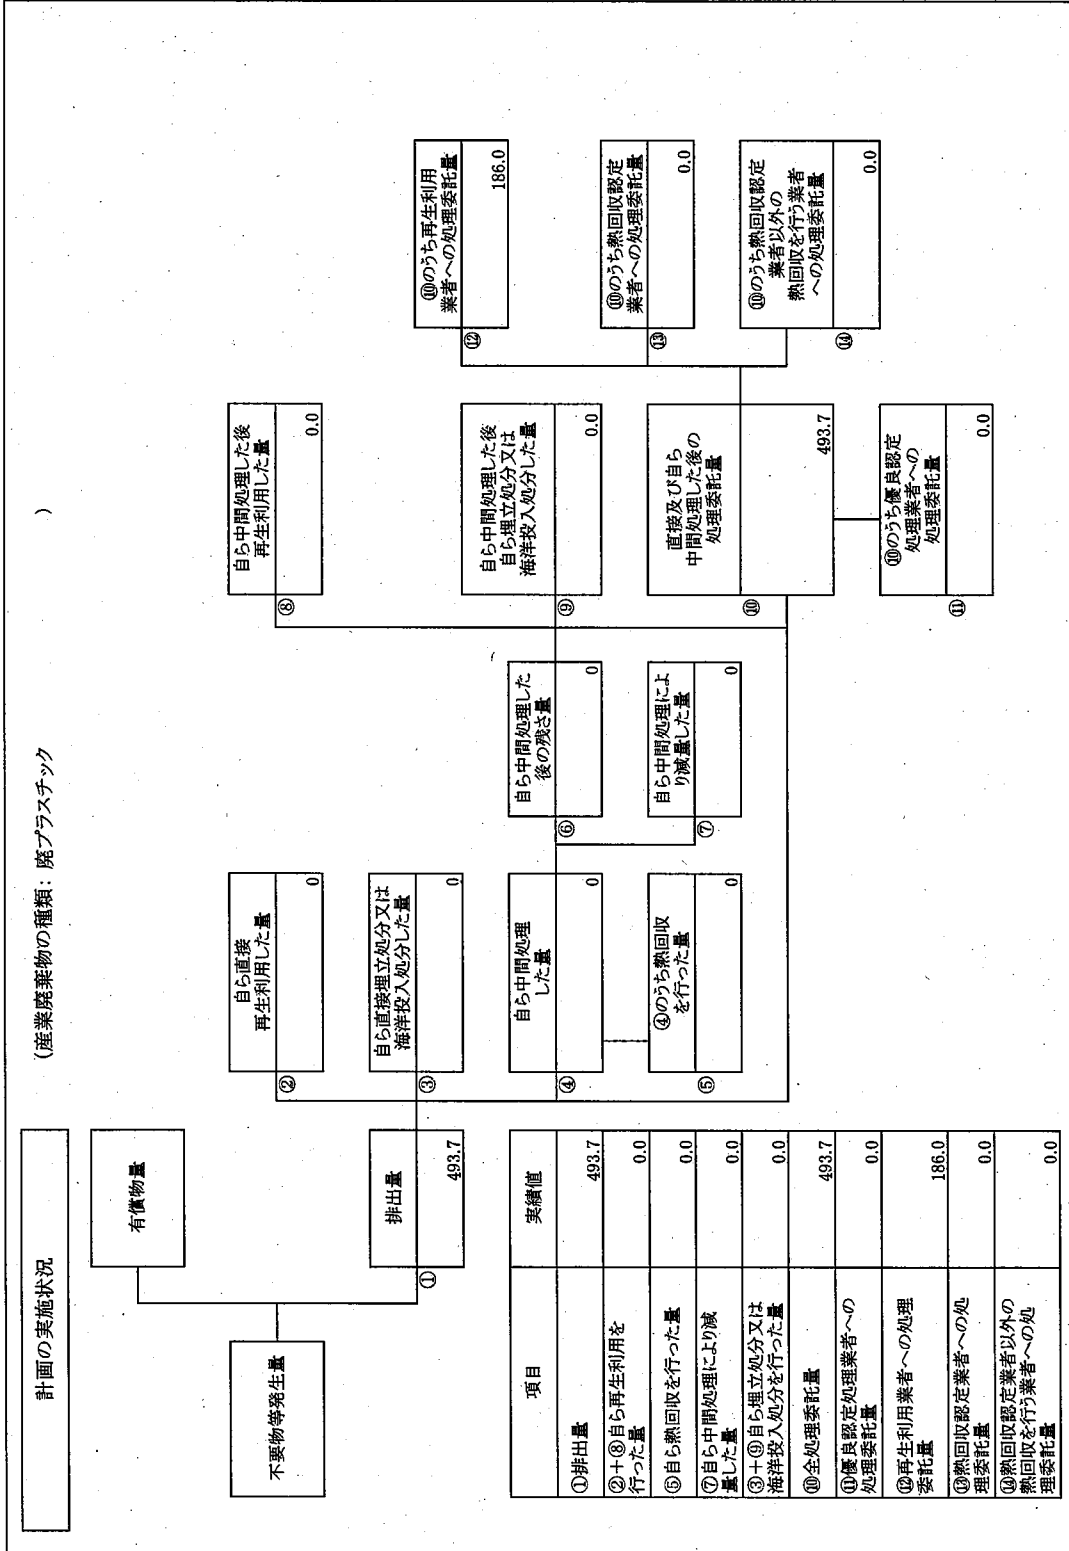 計画の実施状況
(産業廃棄物の種類: 廃プラスチック )
不要物等発生量
有償物量
排出量
①
493.7
自ら直接
再生利用した量
②
0
自ら直接埋立処分又は
海洋投入処分した量
③
0
自ら中間処理
した量
④
0
④のうち熱回収
を行った量
⑤
0
自ら中間処理した
後の残さ量
⑥
0
自ら中間処理によ
り減量した量
⑦
0
自ら中間処理した後
再生利用した量
⑧
0.0
自ら中間処理した後
自ら埋立処分又は
海洋投入処分した量
⑨
0.0
直接及び自ら
中間処理した後の
処理委託量
⑩
493.7
⑩のうち優良認定
処理業者への
処理委託量
⑪
0.0
⑩のうち再生利用
業者への処理委託量
⑫
186.0
⑩のうち熱回収認定
業者への処理委託量
⑬
0.0
⑩のうち熱回収認定
業者以外の
熱回収を行う業者
への処理委託量
⑭
0.0
項目 実績値
①排出量 493.7
②+⑧自ら再生利用を
行った量 0.0
⑤自ら熱回収を行った量 0.0
⑦自ら中間処理により減
量した量 0.0
③+⑨自ら埋立処分又は
海洋投入処分を行った量 0.0
⑩全処理委託量 493.7
⑪優良認定処理業者への
処理委託量 0.0
⑫再生利用業者への処理
委託量 186.0
⑬熱回収認定業者への処
理委託量 0.0
⑭熱回収認定業者以外の
熱回収を行う業者への処
理委託量 0.0